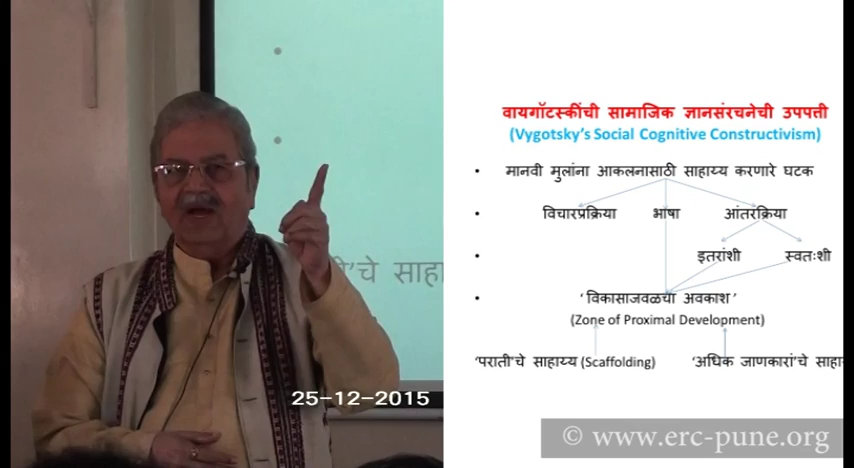 चे साहा
25-12-2015
वायगॉटस्कींची सामाजिक ज्ञानसंरचनेची उपपत्ती
(Vygotsky's Social Cognitive Constructivism)
• मानवी मुलांना आकलनासाठी साहाय्य करणारे घटक
• विचारप्रक्रिया भाषा आंतरक्रिया
• इतरांशी स्वतःशी
• 'विकासाजवळचा अवकाश'
(Zone of Proximal Development)
'पराती'चे साहाय्य (Scaffolding) 'अधिक जाणकारां'चे साहा
© www.erc-pune.org